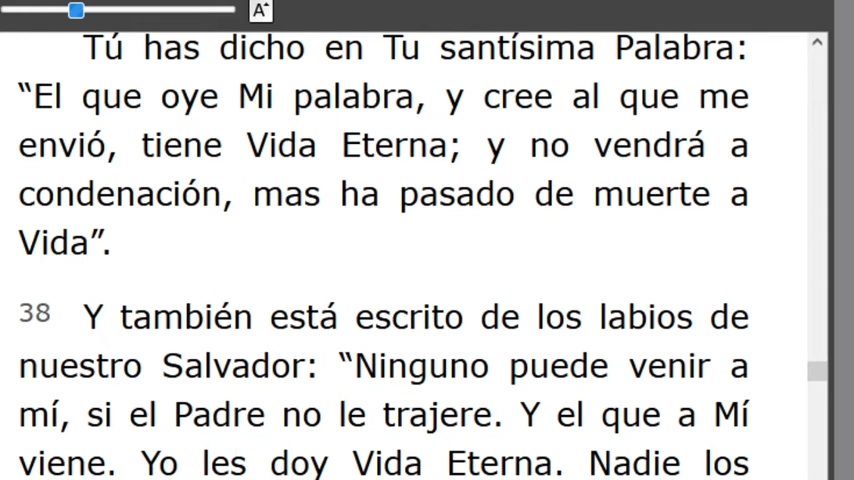 A
Tú has dicho en Tu santísima Palabra:
“El que oye Mi palabra, y cree al que me
envió, tiene Vida Eterna; y no vendrá a
condenación, mas ha pasado de muerte a
Vida”.
38 Y también está escrito de los labios de
nuestro Salvador: “Ninguno puede venir a
mí, si el Padre no le trajere. Y el que a Mí
viene. Yo les doy Vida Eterna. Nadie los